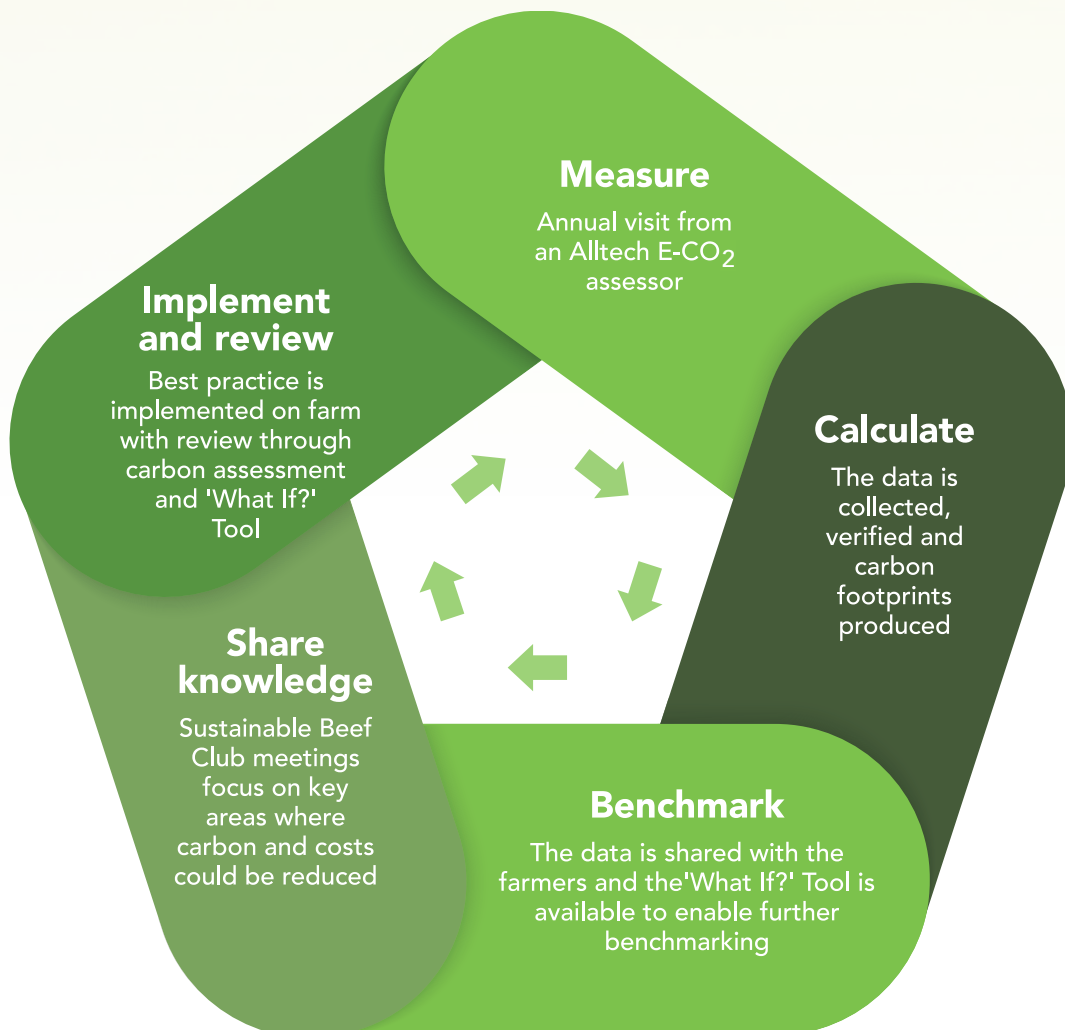 Measure
Annual visit from
an Alltech E-CO₂
assessor
Calculate
The data is
collected,
verified and
carbon
footprints
produced
Benchmark
The data is shared with the
farmers and the'What If?' Tool is
available to enable further
benchmarking
Share
knowledge
Sustainable Beef
Club meetings
focus on key
areas where
carbon and costs
could be reduced
Implement
and review
Best practice is
implemented on farm
with review through
carbon assessment
and 'What If?'
Tool